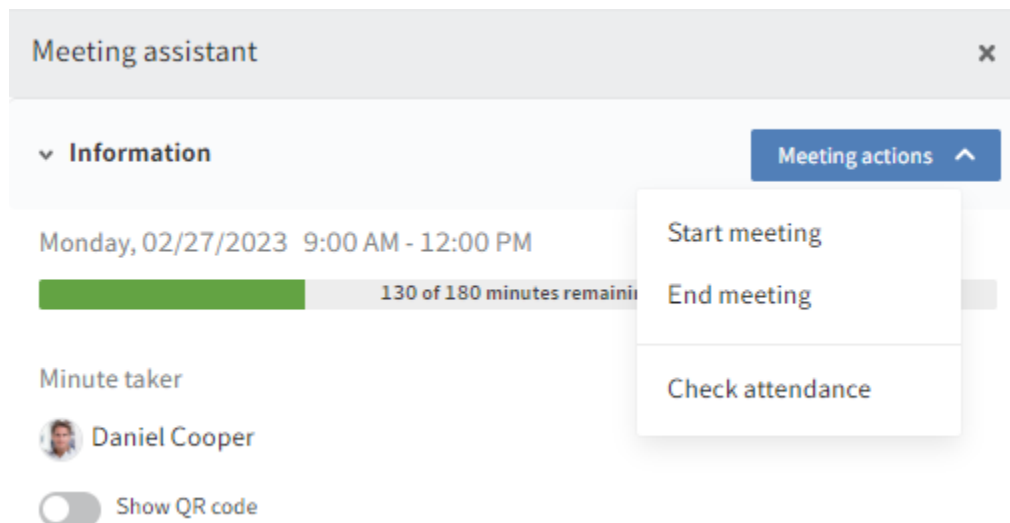 Meeting assistant
Information
Meeting actions
Monday, 02/27/2023 9:00 AM - 12:00 PM
130 of 180 minutes
Start meeting
End meeting
Check attendance
Minute taker
Daniel Cooper
Show QR code